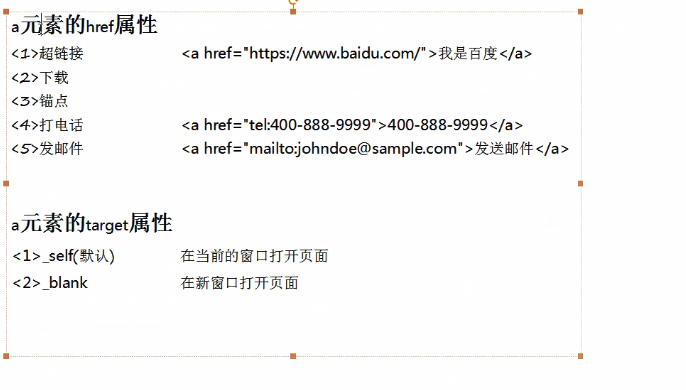 a元素的href属性
<1>超链接 <a href="https://www.baidu.com/">我是百度</a>
<2>下载
<3>锚点
<4>打电话 <a href="tel:400-888-9999">400-888-9999</a>
<5>发邮件 <a href="mailto:johndoe@sample.com">发送邮件</a>
a元素的target属性
<1>_self(默认) 在当前的窗口打开页面
<2>_blank 在新窗口打开页面